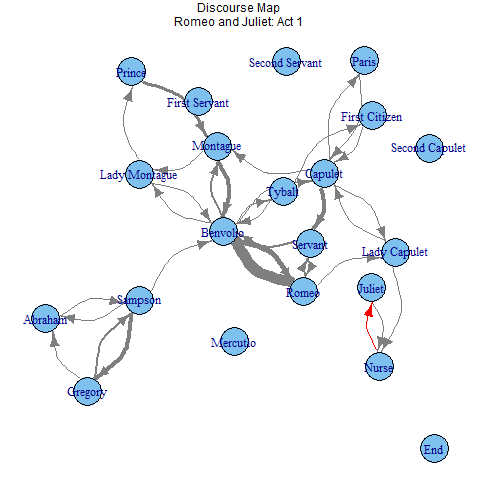 Discourse Map
Romeo and Juliet: Act 1
Second Servant
Paris
Prince
First Servant
First Citizen
Montague
Second Capulet
Lady Montague
Capulet
Tybalt
Benvolio
Servant
Lady Capulet
Romeo
Juliet
Sampson
Abraham
Mercutio
Nurse
Gregory
End